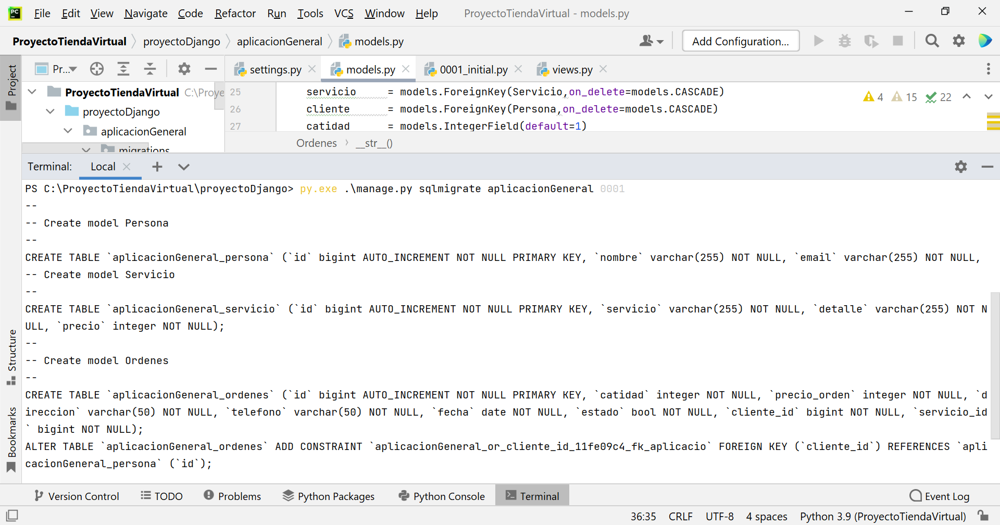 PC File Edit View Navigate Code Refactor Run Tools VCS Window Help ProyectoTiendaVirtual - models.py
ProyectoTiendaVirtual proyectoDjango aplicacionGeneral models.py Add Configuration...
Project
Pr... settings.py models.py 0001_initial.py views.py
ProyectoTiendaVirtual C:\Proye
proyectoDjango
aplicacionGeneral
migrations
25 servicio = models.ForeignKey(Servicio,on_delete=models.CASCADE)
26 cliente = models.ForeignKey(Persona,on_delete=models.CASCADE)
27 catidad = models.IntegerField(default=1)
4 15 22
Ordenes __str__()
Terminal: Local
PS C:\ProyectoTiendaVirtual\proyectoDjango> py.exe .\manage.py sqlmigrate aplicacionGeneral 0001
--
-- Create model Persona
--
CREATE TABLE `aplicacionGeneral_persona` (`id` bigint AUTO_INCREMENT NOT NULL PRIMARY KEY, `nombre` varchar(255) NOT NULL, `email` varchar(255) NOT NULL,
-- Create model Servicio
--
CREATE TABLE `aplicacionGeneral_servicio` (`id` bigint AUTO_INCREMENT NOT NULL PRIMARY KEY, `servicio` varchar(255) NOT NULL, `detalle` varchar(255) NOT N
ULL, `precio` integer NOT NULL);
--
-- Create model Ordenes
--
CREATE TABLE `aplicacionGeneral_ordenes` (`id` bigint AUTO_INCREMENT NOT NULL PRIMARY KEY, `catidad` integer NOT NULL, `precio_orden` integer NOT NULL, `d
ireccion` varchar(50) NOT NULL, `telefono` varchar(50) NOT NULL, `fecha` date NOT NULL, `estado` bool NOT NULL, `cliente_id` bigint NOT NULL, `servicio_id
` bigint NOT NULL);
ALTER TABLE `aplicacionGeneral_ordenes` ADD CONSTRAINT `aplicacionGeneral_or_cliente_id_11fe09c4_fk_aplicacio` FOREIGN KEY (`cliente_id`) REFERENCES `apli
cacionGeneral_persona` (`id`);
Structure
Bookmarks
Version Control TODO Problems Python Packages Python Console Terminal Event Log
36:35 CRLF UTF-8 4 spaces Python 3.9 (ProyectoTiendaVirtual)